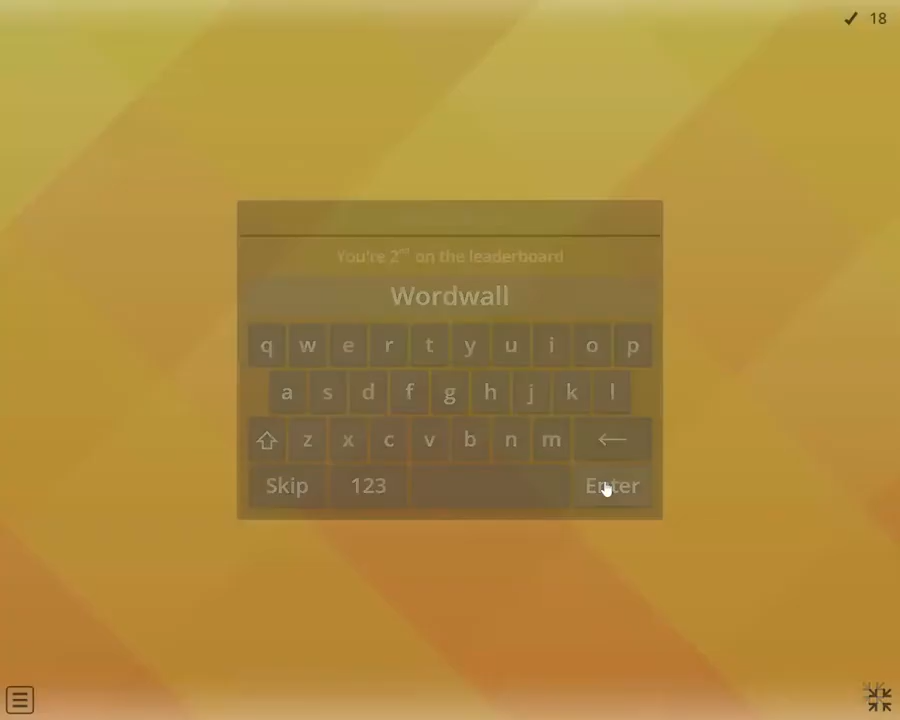 18
You're 2nd on the leaderboard
Wordwall
q w e r t y u i o p
a s d f g h j k l
z x c v b n m
Skip 123 Enter